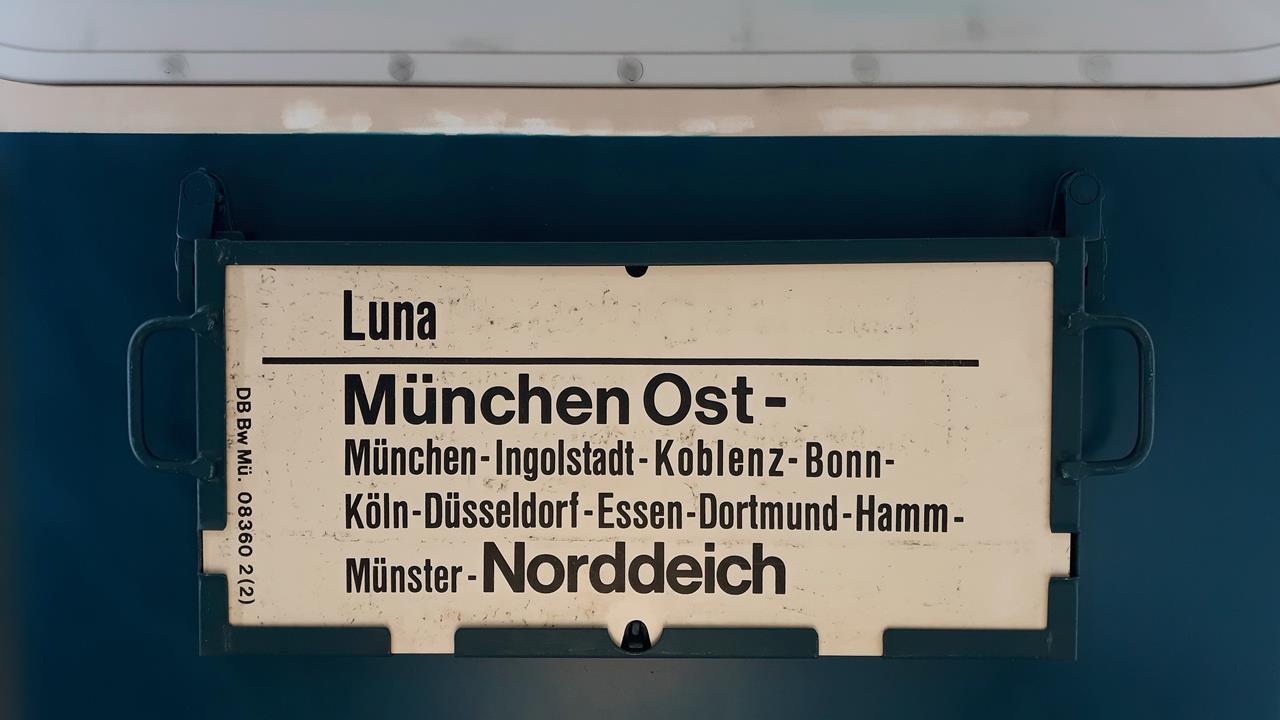 Luna
München Ost -
München - Ingolstadt - Koblenz - Bonn -
Köln - Düsseldorf - Essen - Dortmund - Hamm -
Münster - Norddeich
DB Bw Mü. 08360 2 (2)